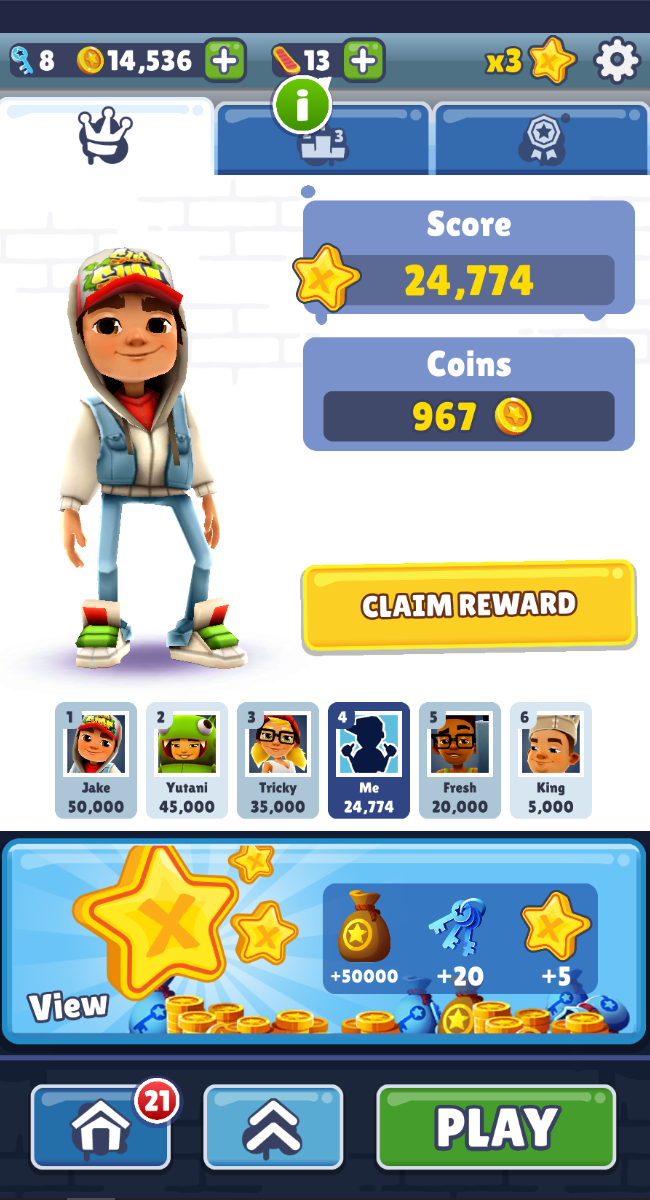 8 14,536 13 x3
2 3
Score
24,774
Coins
967
CLAIM REWARD
1 2 3 4 5 6
Jake Yutani Tricky Me Fresh King
50,000 45,000 35,000 24,774 20,000 5,000
+50000 +20 +5
View
21
PLAY